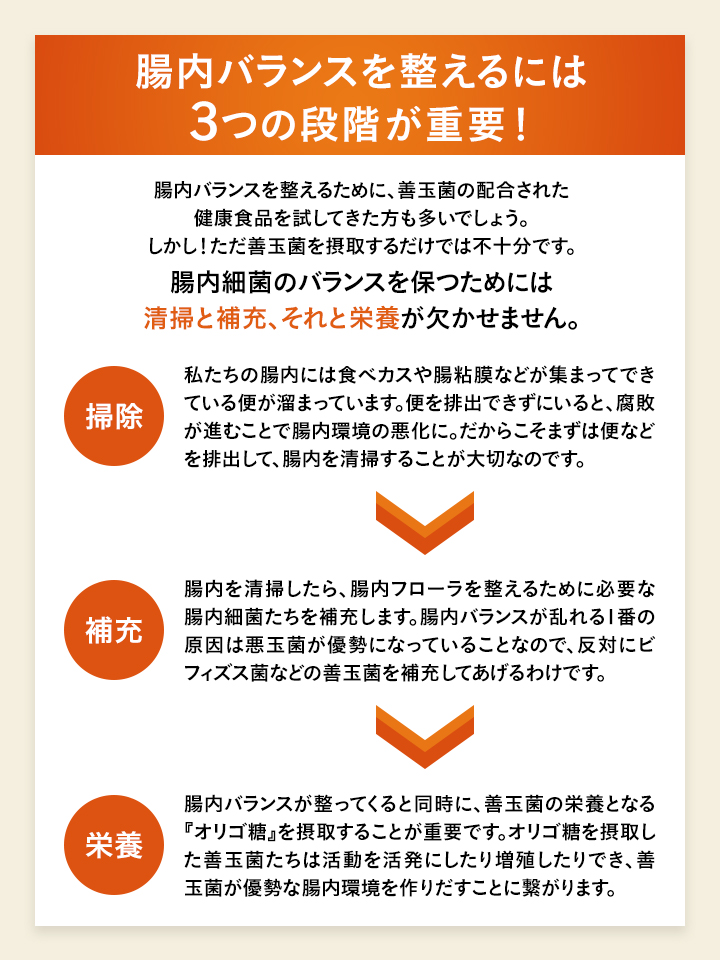 腸内バランスを整えるには
3つの段階が重要！
腸内バランスを整えるために、善玉菌の配合された
健康食品を試してきた方も多いでしょう。
しかし！ただ善玉菌を摂取するだけでは不十分です。
腸内細菌のバランスを保つためには
清掃と補充、それと栄養が欠かせません。
掃除
私たちの腸内には食べカスや腸粘膜などが集まってでき
ている便が溜まっています。便を排出できずにいると、腐敗
が進むことで腸内環境の悪化に。だからこそまずは便など
を排出して、腸内を清掃することが大切なのです。
補充
腸内を清掃したら、腸内フローラを整えるために必要な
腸内細菌たちを補充します。腸内バランスが乱れる1番の
原因は悪玉菌が優勢になっていることなので、反対にビ
フィズス菌などの善玉菌を補充してあげるわけです。
栄養
腸内バランスが整ってくると同時に、善玉菌の栄養となる
『オリゴ糖』を摂取することが重要です。オリゴ糖を摂取し
た善玉菌たちは活動を活発にしたり増殖したりでき、善
玉菌が優勢な腸内環境を作りだすことに繋がります。